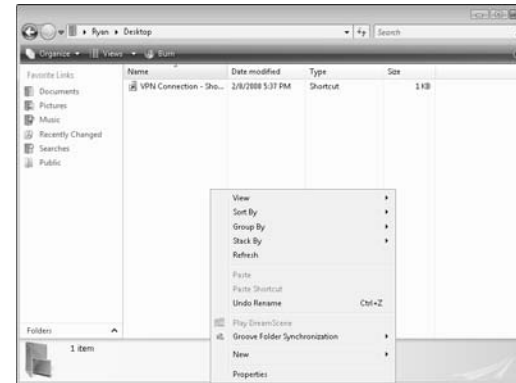 Ryan ▸ Desktop
Search
Organize Views Burn
Favorite Links
Name Date modified Type Size
VPN Connection - Sho... 2/8/2008 5:37 PM Shortcut 1 KB
Documents
Pictures
Music
Recently Changed
Searches
Public
View
Sort By
Group By
Stack By
Refresh
Paste
Paste Shortcut
Undo Rename Ctrl+Z
Play DreamScene
Groove Folder Synchronization
New
Properties
Folders
1 item